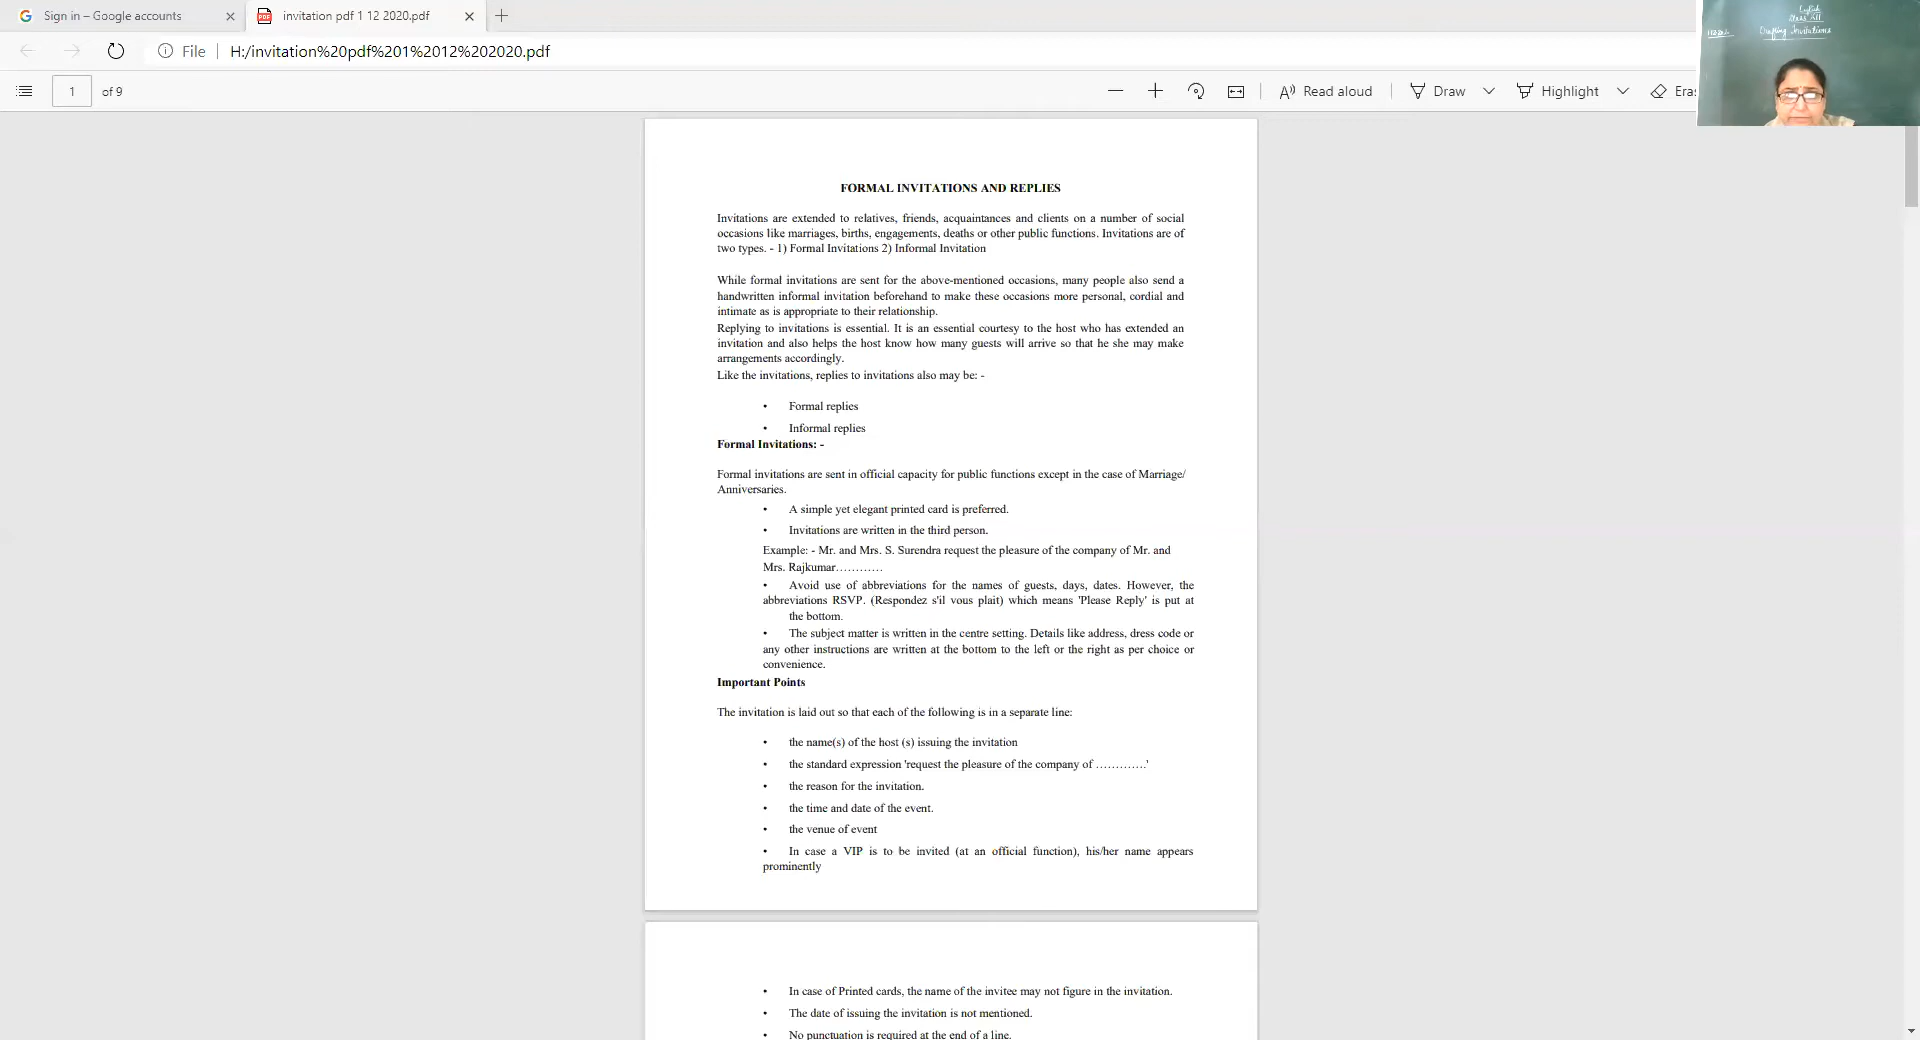 Sign in – Google accounts
invitation pdf 1 12 2020.pdf
File
H:/invitation%20pdf%201%2012%202020.pdf
1 of 9
Read aloud
Draw
Highlight
Eras
English
Class XII
Drafting Invitations
FORMAL INVITATIONS AND REPLIES
Invitations are extended to relatives, friends, acquaintances and clients on a number of social
occasions like marriages, births, engagements, deaths or other public functions. Invitations are of
two types. - 1) Formal Invitations 2) Informal Invitation
While formal invitations are sent for the above-mentioned occasions, many people also send a
handwritten informal invitation beforehand to make these occasions more personal, cordial and
intimate as is appropriate to their relationship.
Replying to invitations is essential. It is an essential courtesy to the host who has extended an
invitation and also helps the host know how many guests will arrive so that he she may make
arrangements accordingly.
Like the invitations, replies to invitations also may be: -
• Formal replies
• Informal replies
Formal Invitations: -
Formal invitations are sent in official capacity for public functions except in the case of Marriage/
Anniversaries.
• A simple yet elegant printed card is preferred.
• Invitations are written in the third person.
Example: - Mr. and Mrs. S. Surendra request the pleasure of the company of Mr. and
Mrs. Rajkumar…………
• Avoid use of abbreviations for the names of guests, days, dates. However, the
abbreviations RSVP. (Respondez s'il vous plait) which means 'Please Reply' is put at
the bottom.
• The subject matter is written in the centre setting. Details like address, dress code or
any other instructions are written at the bottom to the left or the right as per choice or
convenience.
Important Points
The invitation is laid out so that each of the following is in a separate line:
• the name(s) of the host (s) issuing the invitation
• the standard expression 'request the pleasure of the company of ………….'
• the reason for the invitation.
• the time and date of the event.
• the venue of event
• In case a VIP is to be invited (at an official function), his/her name appears
prominently
• In case of Printed cards, the name of the invitee may not figure in the invitation.
• The date of issuing the invitation is not mentioned.
• No punctuation is required at the end of a line.